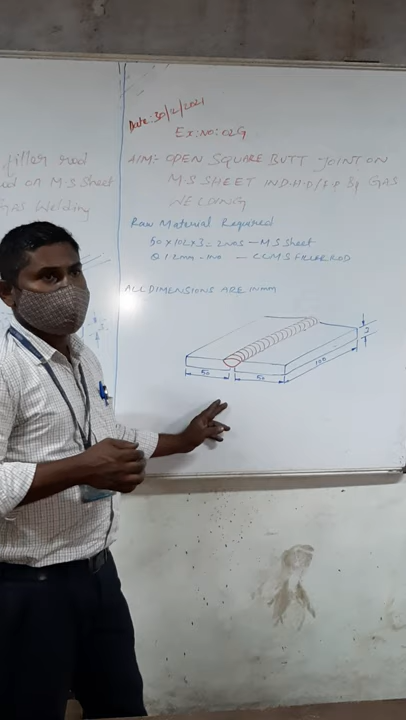 filler rod
on M.S Sheet
Gas Welding
Date:30/12/2021
Ex:NO:02G
AIM= OPEN SQUARE BUTT JOINT ON
M.S SHEET IN D.H.P/F.P By GAS
WELDING
Raw Material Required
50 x 102 x 3 = 2NOS - M.S Sheet
Ø 1.2mm - 1No - C.C.M.S FILLER ROD
ALL DIMENSIONS ARE IN mm
3
100
50
50